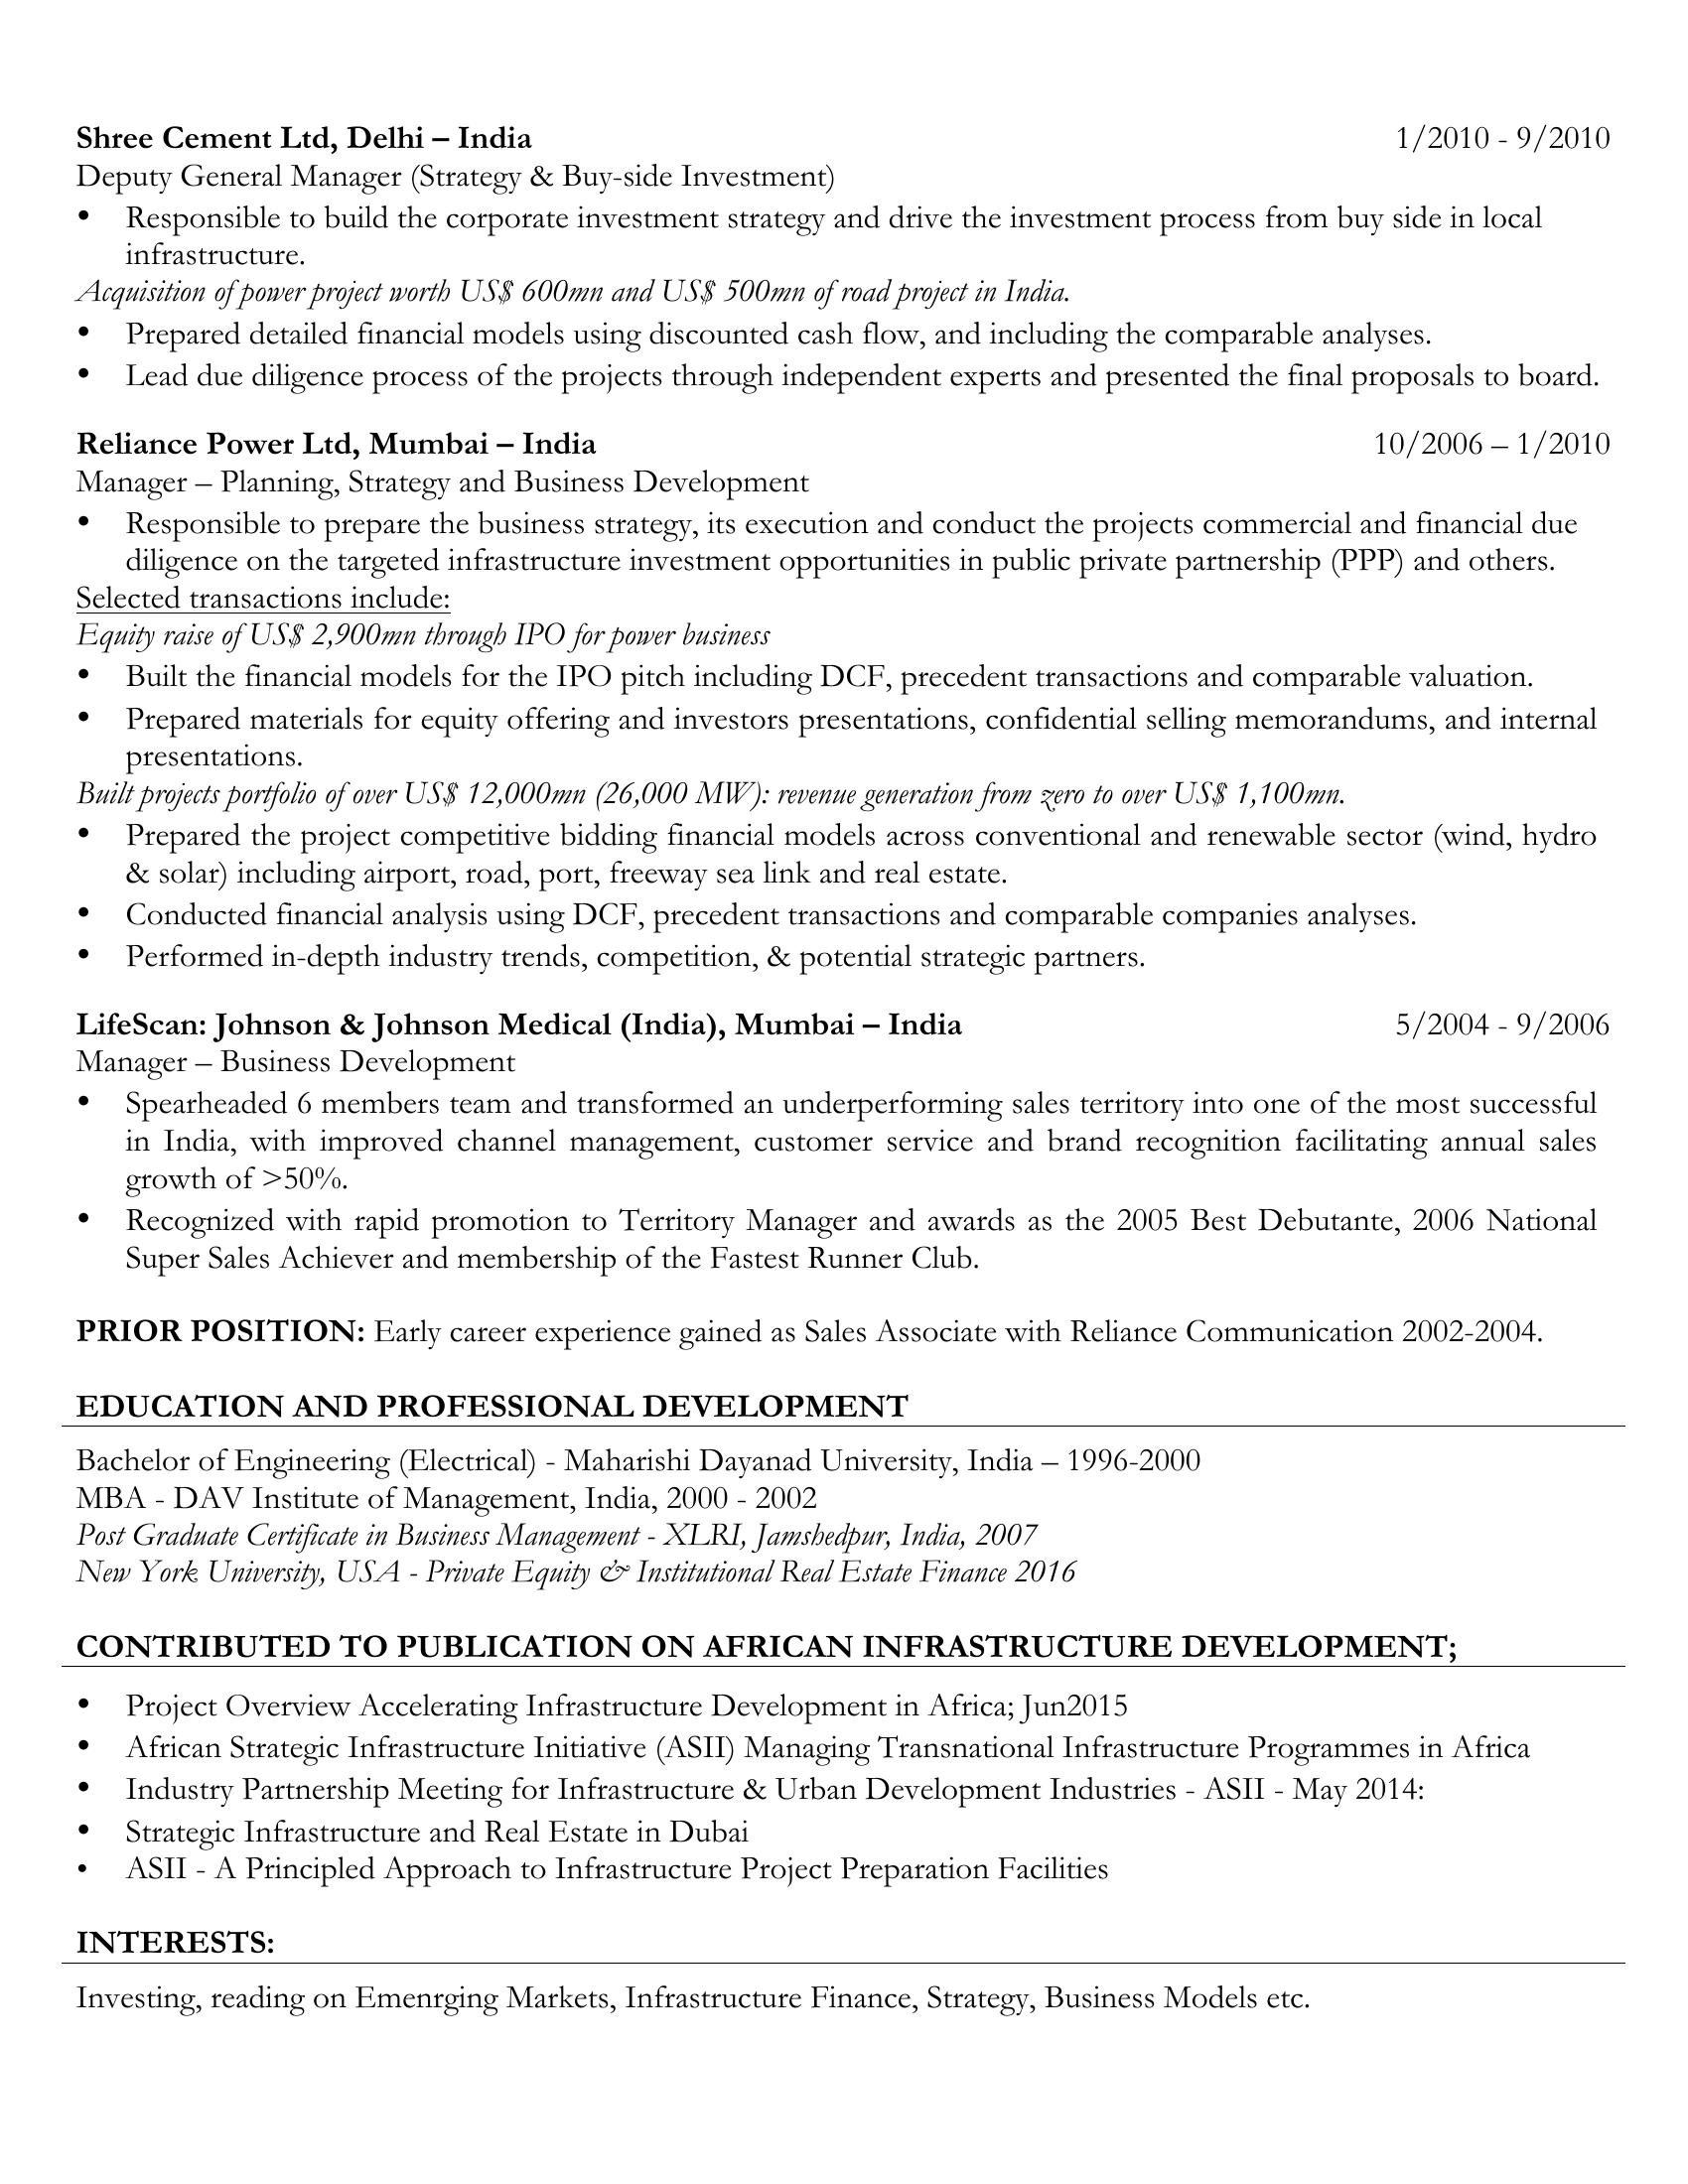 Shree Cement Ltd, Delhi – India 1/2010 - 9/2010
Deputy General Manager (Strategy & Buy-side Investment)
• Responsible to build the corporate investment strategy and drive the investment process from buy side in local
infrastructure.
Acquisition of power project worth US$ 600mn and US$ 500mn of road project in India.
• Prepared detailed financial models using discounted cash flow, and including the comparable analyses.
• Lead due diligence process of the projects through independent experts and presented the final proposals to board.
Reliance Power Ltd, Mumbai – India 10/2006 – 1/2010
Manager – Planning, Strategy and Business Development
• Responsible to prepare the business strategy, its execution and conduct the projects commercial and financial due
diligence on the targeted infrastructure investment opportunities in public private partnership (PPP) and others.
Selected transactions include:
Equity raise of US$ 2,900mn through IPO for power business
• Built the financial models for the IPO pitch including DCF, precedent transactions and comparable valuation.
• Prepared materials for equity offering and investors presentations, confidential selling memorandums, and internal
presentations.
Built projects portfolio of over US$ 12,000mn (26,000 MW): revenue generation from zero to over US$ 1,100mn.
• Prepared the project competitive bidding financial models across conventional and renewable sector (wind, hydro
& solar) including airport, road, port, freeway sea link and real estate.
• Conducted financial analysis using DCF, precedent transactions and comparable companies analyses.
• Performed in-depth industry trends, competition, & potential strategic partners.
LifeScan: Johnson & Johnson Medical (India), Mumbai – India 5/2004 - 9/2006
Manager – Business Development
• Spearheaded 6 members team and transformed an underperforming sales territory into one of the most successful
in India, with improved channel management, customer service and brand recognition facilitating annual sales
growth of >50%.
• Recognized with rapid promotion to Territory Manager and awards as the 2005 Best Debutante, 2006 National
Super Sales Achiever and membership of the Fastest Runner Club.
PRIOR POSITION: Early career experience gained as Sales Associate with Reliance Communication 2002-2004.
EDUCATION AND PROFESSIONAL DEVELOPMENT
Bachelor of Engineering (Electrical) - Maharishi Dayanad University, India – 1996-2000
MBA - DAV Institute of Management, India, 2000 - 2002
Post Graduate Certificate in Business Management - XLRI, Jamshedpur, India, 2007
New York University, USA - Private Equity & Institutional Real Estate Finance 2016
CONTRIBUTED TO PUBLICATION ON AFRICAN INFRASTRUCTURE DEVELOPMENT;
• Project Overview Accelerating Infrastructure Development in Africa; Jun2015
• African Strategic Infrastructure Initiative (ASII) Managing Transnational Infrastructure Programmes in Africa
• Industry Partnership Meeting for Infrastructure & Urban Development Industries - ASII - May 2014:
• Strategic Infrastructure and Real Estate in Dubai
• ASII - A Principled Approach to Infrastructure Project Preparation Facilities
INTERESTS:
Investing, reading on Emenrging Markets, Infrastructure Finance, Strategy, Business Models etc.